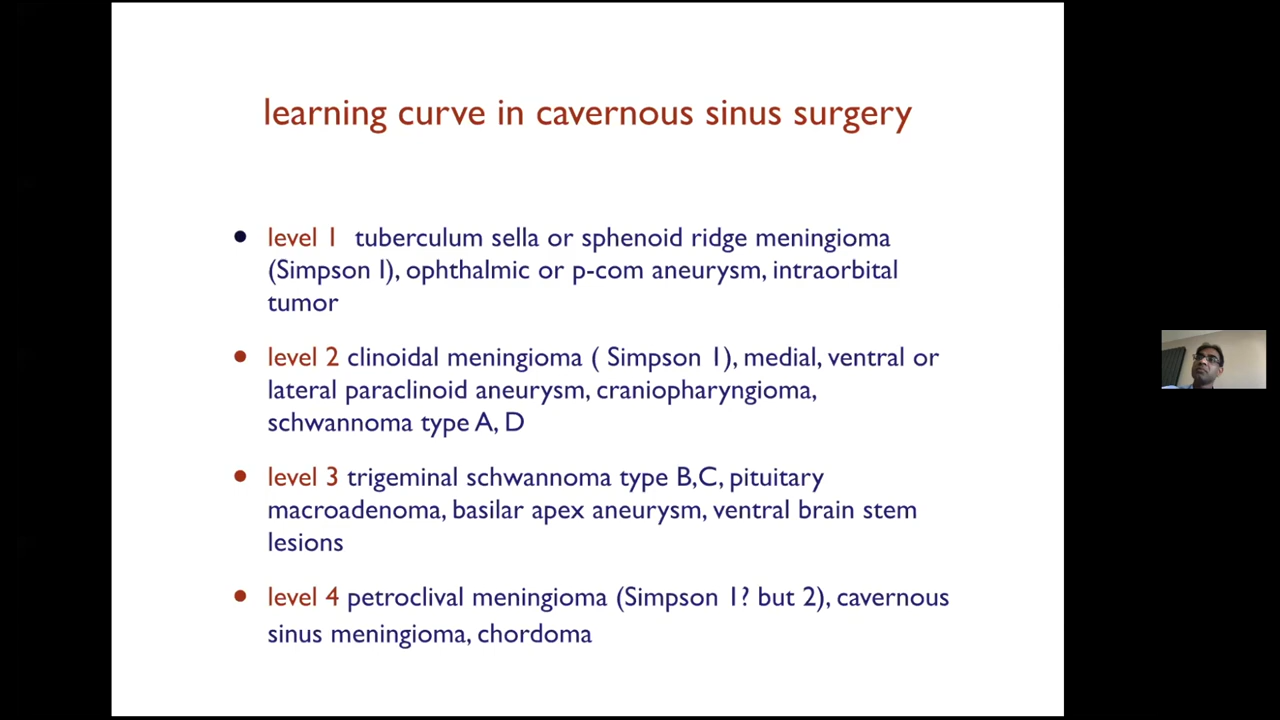 learning curve in cavernous sinus surgery
• level 1 tuberculum sella or sphenoid ridge meningioma
(Simpson I), ophthalmic or p-com aneurysm, intraorbital
tumor
• level 2 clinoidal meningioma ( Simpson 1), medial, ventral or
lateral paraclinoid aneurysm, craniopharyngioma,
schwannoma type A, D
• level 3 trigeminal schwannoma type B,C, pituitary
macroadenoma, basilar apex aneurysm, ventral brain stem
lesions
• level 4 petroclival meningioma (Simpson 1? but 2), cavernous
sinus meningioma, chordoma